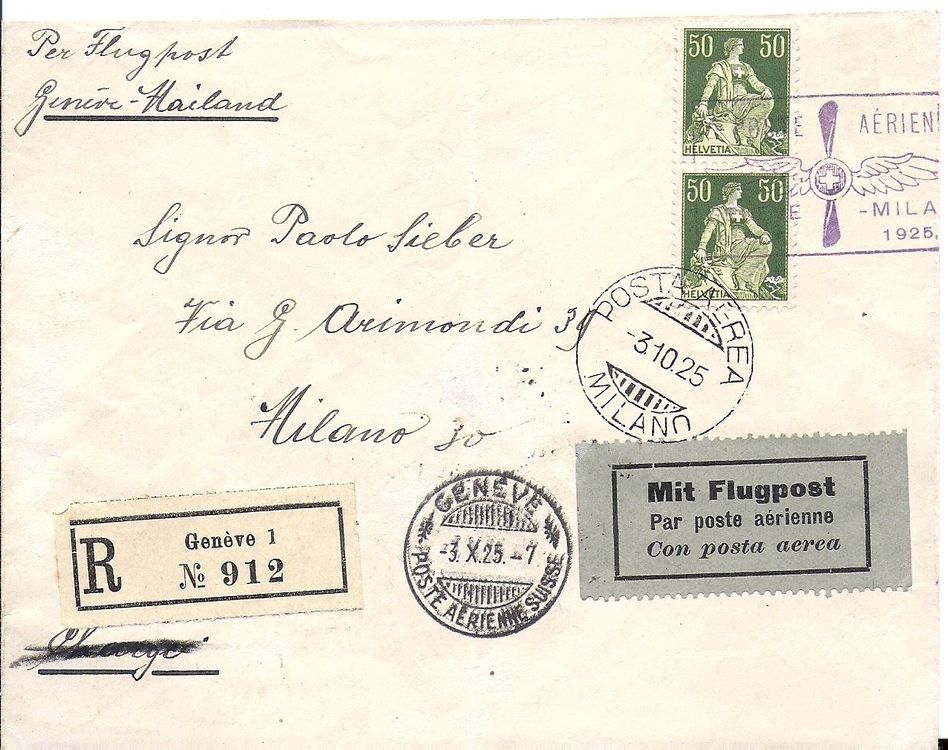 Per Flugpost
Genève-Mailand
50 50
HELVETIA
50 50
HELVETIA
AÉRIEN
E -MILA
1925.
Signor Paolo Sieber
Via G. Arimondi 39
Milano 30
POSTA AEREA
-3.10.25
MILANO
GENÈVE
-3.X.25.-7
POSTE AÉRIENNE SUISSE
Mit Flugpost
Par poste aérienne
Con posta aerea
R
Genève 1
№ 912